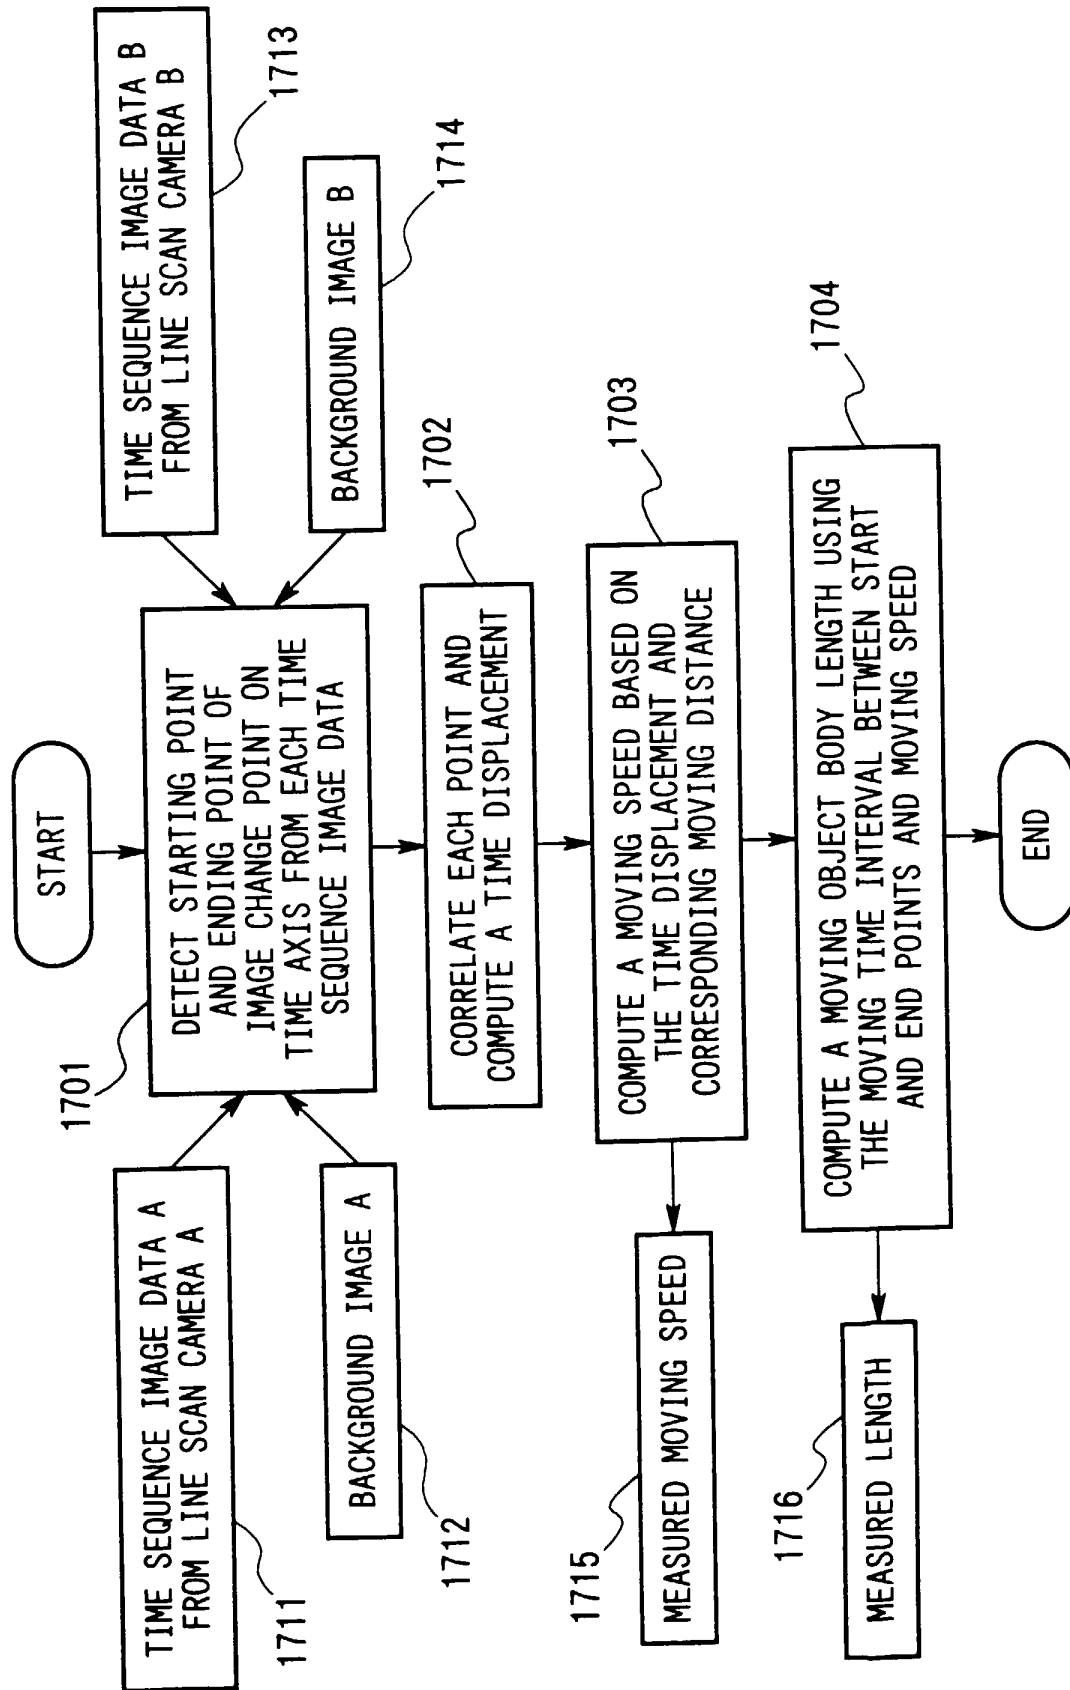 START
1701
DETECT STARTING POINT
AND ENDING POINT OF
IMAGE CHANGE POINT ON
TIME AXIS FROM EACH TIME
SEQUENCE IMAGE DATA
TIME SEQUENCE IMAGE DATA A
FROM LINE SCAN CAMERA A
1711
BACKGROUND IMAGE A
1712
TIME SEQUENCE IMAGE DATA B
FROM LINE SCAN CAMERA B
1713
BACKGROUND IMAGE B
1714
1702
CORRELATE EACH POINT AND
COMPUTE A TIME DISPLACEMENT
1703
COMPUTE A MOVING SPEED BASED ON
THE TIME DISPLACEMENT AND
CORRESPONDING MOVING DISTANCE
1715
MEASURED MOVING SPEED
1704
COMPUTE A MOVING OBJECT BODY LENGTH USING
THE MOVING TIME INTERVAL BETWEEN START
AND END POINTS AND MOVING SPEED
1716
MEASURED LENGTH
END